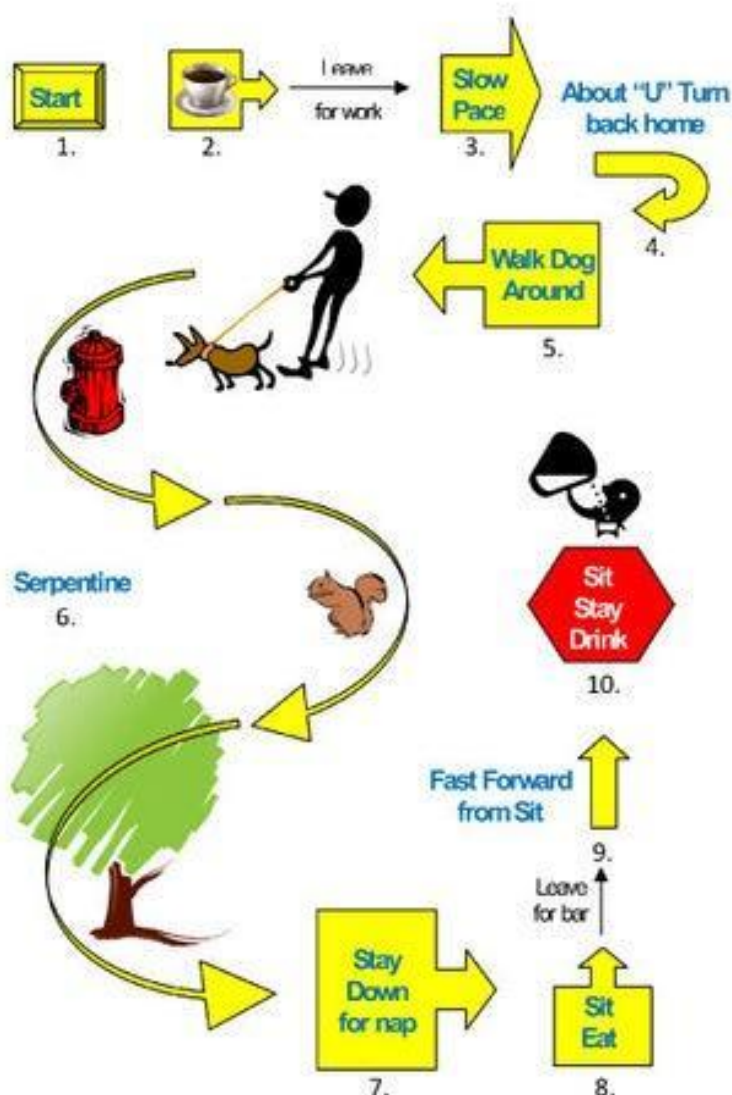 Start
1.
2.
Leave
for work
Slow
Pace
3.
About "U" Turn
back home
4.
Walk Dog
Around
5.
Serpentine
6.
Stay
Down
for nap
7.
Sit
Eat
8.
Leave
for bar
Fast Forward
from Sit
9.
Sit
Stay
Drink
10.